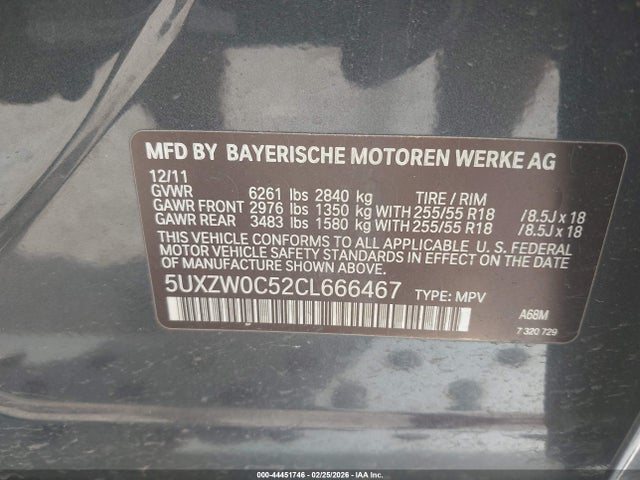 MFD BY BAYERISCHE MOTOREN WERKE AG
12/11
GVWR 6261 lbs 2840 kg TIRE / RIM
GAWR FRONT 2976 lbs 1350 kg WITH 255/55 R18 /8.5J x 18
GAWR REAR 3483 lbs 1580 kg WITH 255/55 R18 /8.5J x 18
THIS VEHICLE CONFORMS TO ALL APPLICABLE U. S. FEDERAL
MOTOR VEHICLE SAFETY STANDARDS IN EFFECT ON THE
DATE OF MANUFACTURE SHOWN ABOVE.
5UXZW0C52CL666467 TYPE: MPV A68M
7 320 729
000-44451746 - 02/25/2026 - IAA Inc.